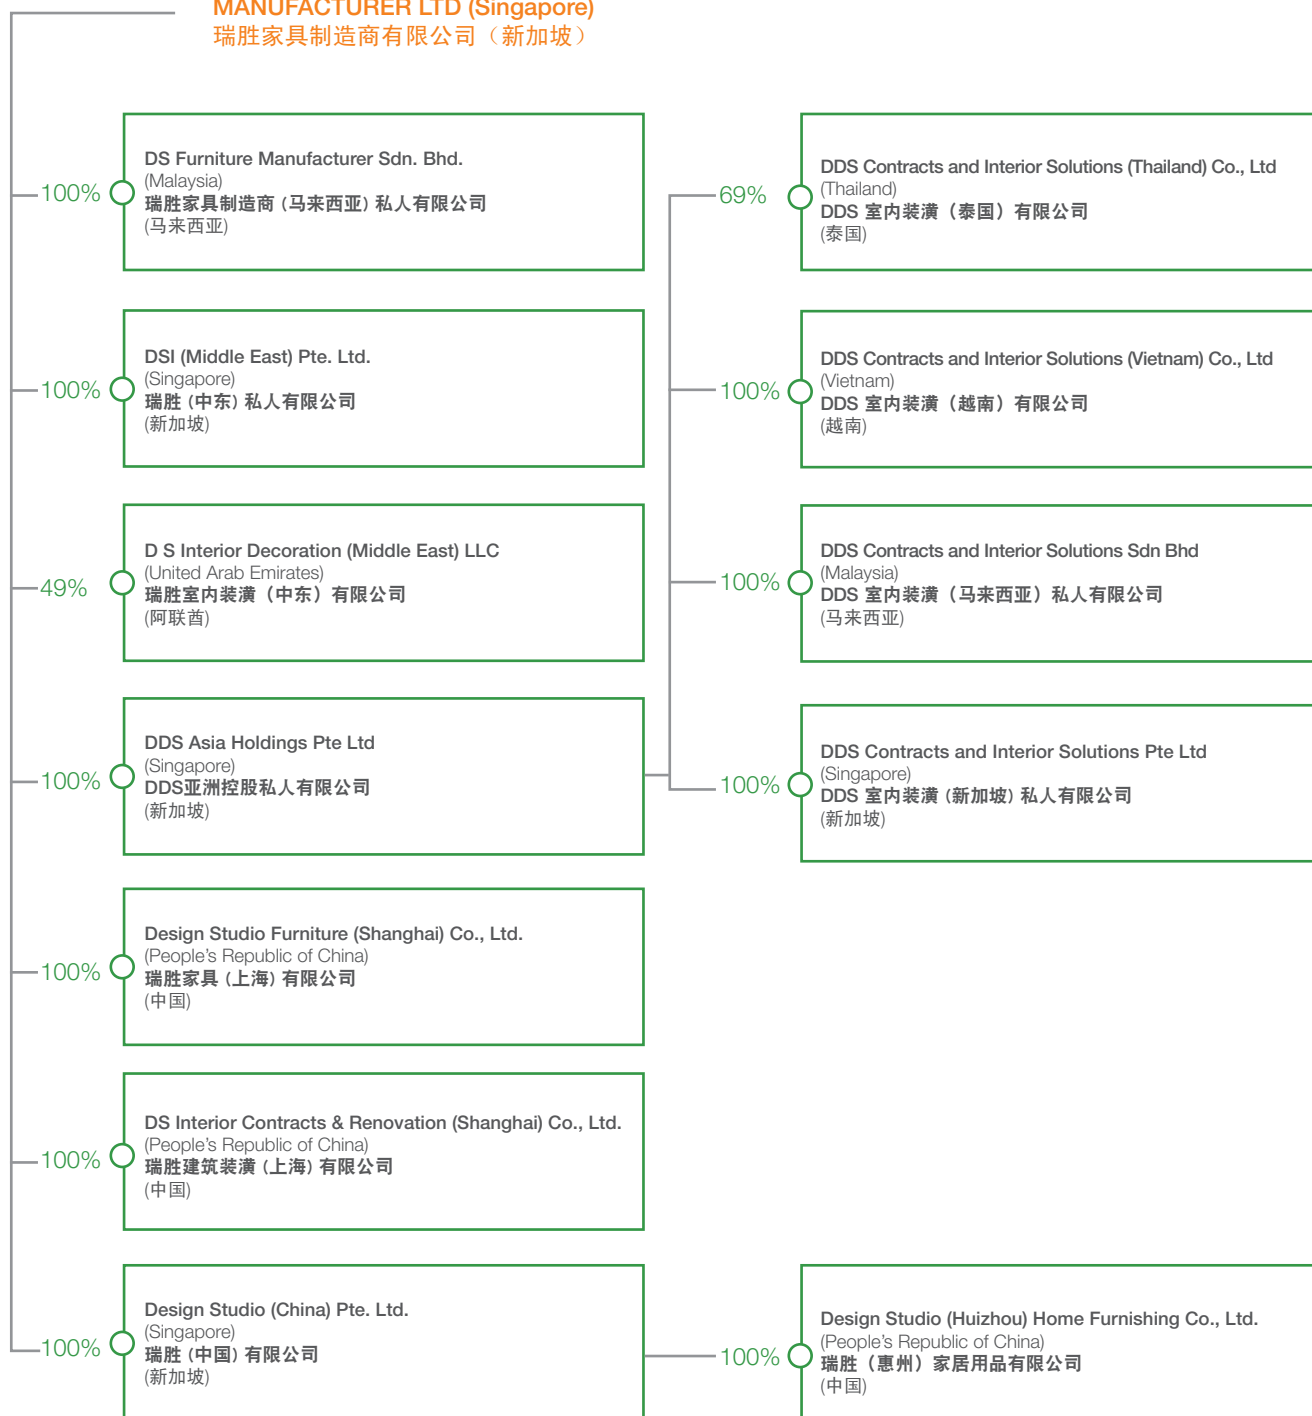 MANUFACTURER LTD (Singapore)
瑞胜家具制造商有限公司（新加坡）
100%
DS Furniture Manufacturer Sdn. Bhd.
(Malaysia)
瑞胜家具制造商 (马来西亚) 私人有限公司
(马来西亚)
100%
DSI (Middle East) Pte. Ltd.
(Singapore)
瑞胜 (中东) 私人有限公司
(新加坡)
49%
D S Interior Decoration (Middle East) LLC
(United Arab Emirates)
瑞胜室内装潢（中东）有限公司
(阿联酋)
100%
DDS Asia Holdings Pte Ltd
(Singapore)
DDS亚洲控股私人有限公司
(新加坡)
69%
DDS Contracts and Interior Solutions (Thailand) Co., Ltd
(Thailand)
DDS 室内装潢（泰国）有限公司
(泰国)
100%
DDS Contracts and Interior Solutions (Vietnam) Co., Ltd
(Vietnam)
DDS 室内装潢（越南）有限公司
(越南)
100%
DDS Contracts and Interior Solutions Sdn Bhd
(Malaysia)
DDS 室内装潢（马来西亚）私人有限公司
(马来西亚)
100%
DDS Contracts and Interior Solutions Pte Ltd
(Singapore)
DDS 室内装潢 (新加坡) 私人有限公司
(新加坡)
100%
Design Studio Furniture (Shanghai) Co., Ltd.
(People's Republic of China)
瑞胜家具 (上海) 有限公司
(中国)
100%
DS Interior Contracts & Renovation (Shanghai) Co., Ltd.
(People's Republic of China)
瑞胜建筑装潢 (上海) 有限公司
(中国)
100%
Design Studio (China) Pte. Ltd.
(Singapore)
瑞胜 (中国) 有限公司
(新加坡)
100%
Design Studio (Huizhou) Home Furnishing Co., Ltd.
(People's Republic of China)
瑞胜（惠州）家居用品有限公司
(中国)